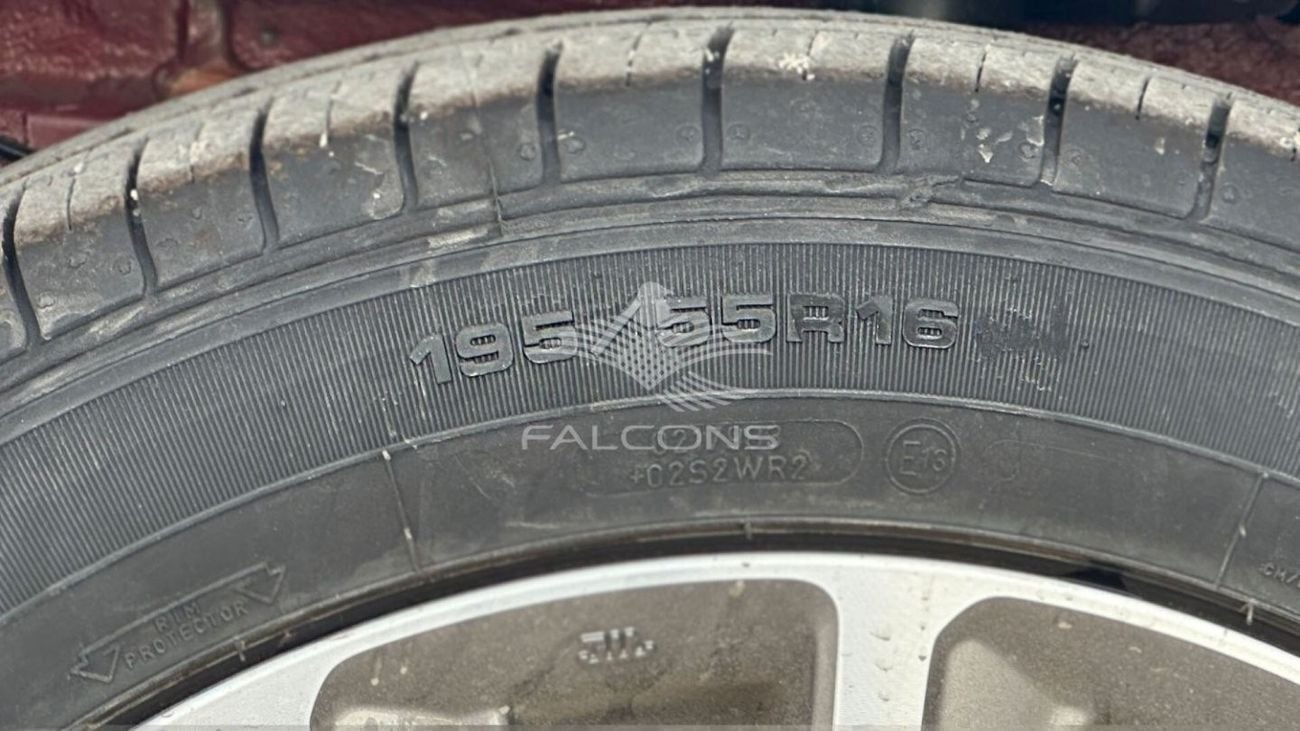 195/55R16
FALCONS
+02S2WR2
E13
RIM
PROTECTOR